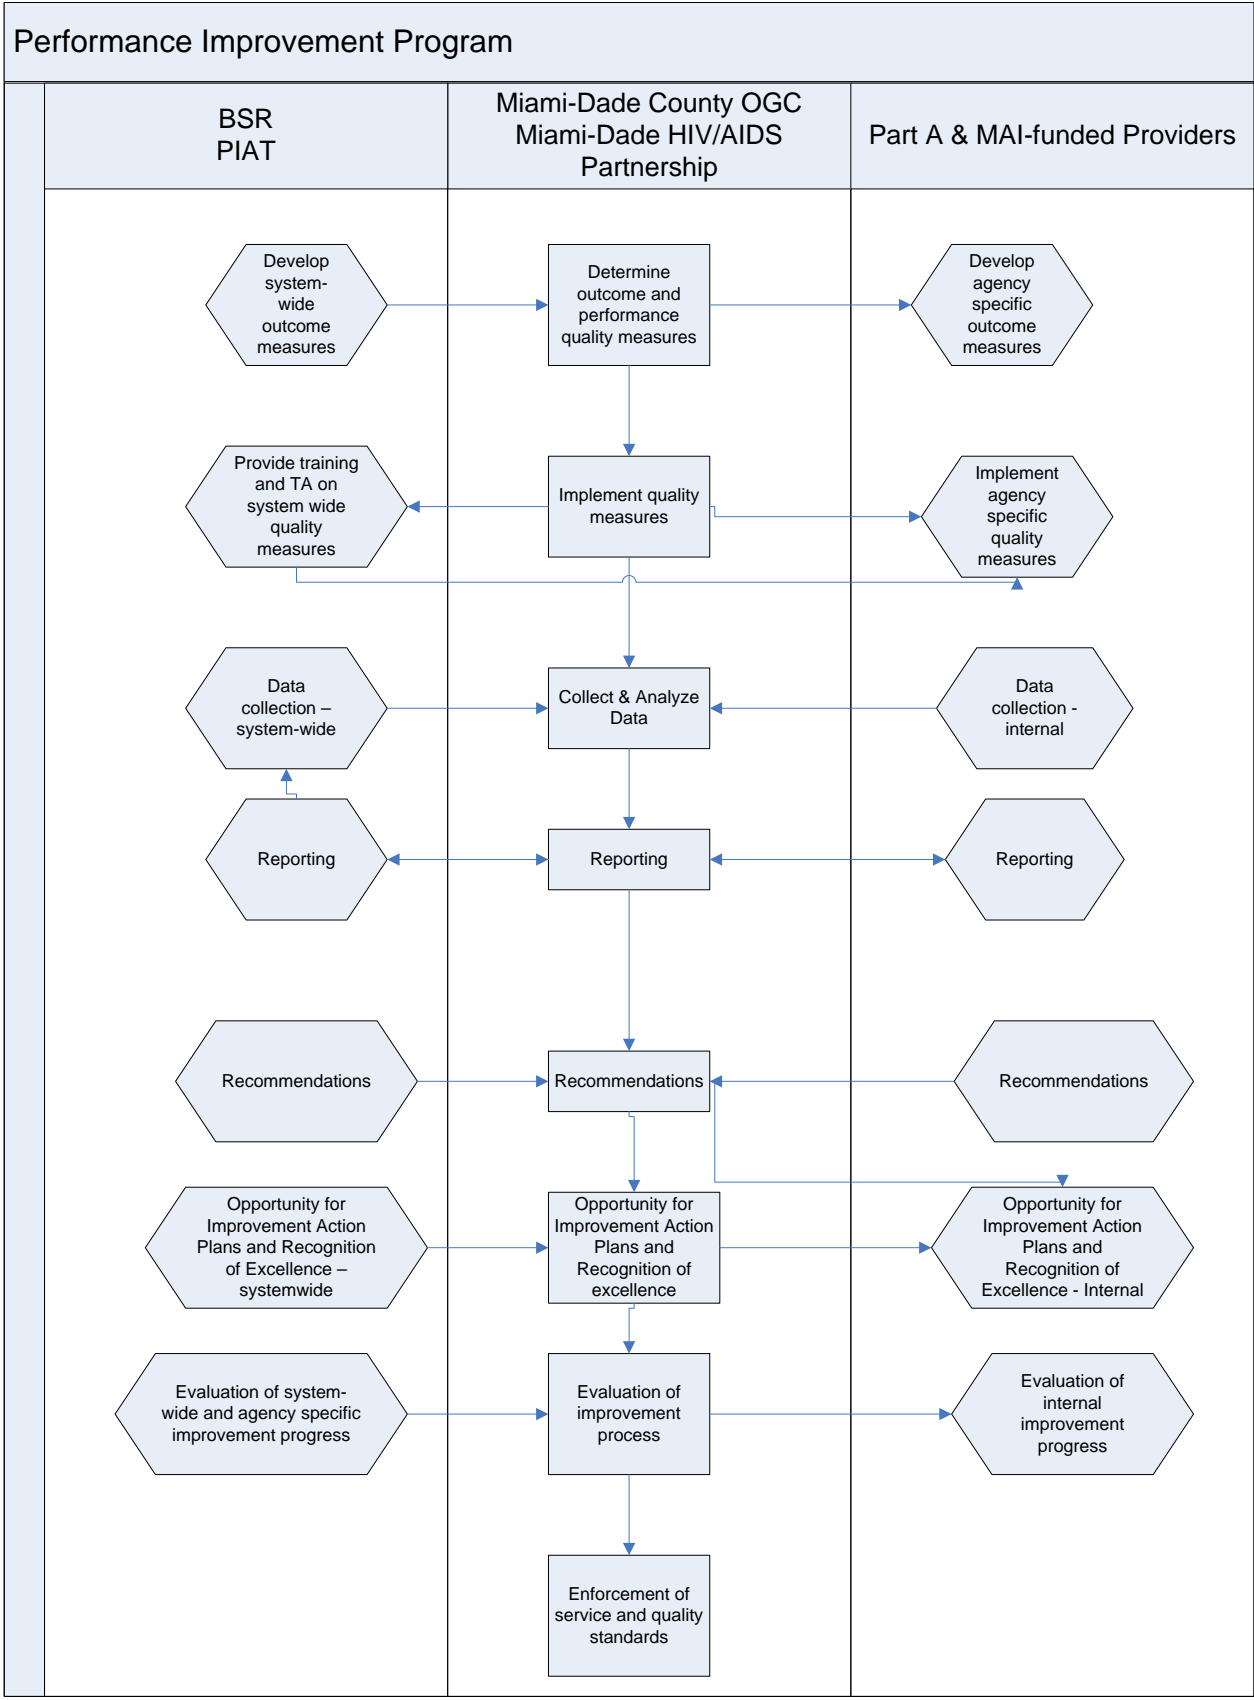 Performance Improvement Program
BSR
PIAT
Miami-Dade County OGC
Miami-Dade HIV/AIDS
Partnership
Part A & MAI-funded Providers
Develop
system-
wide
outcome
measures
Determine
outcome and
performance
quality measures
Develop
agency
specific
outcome
measures
Provide training
and TA on
system wide
quality
measures
Implement quality
measures
Implement
agency
specific
quality
measures
Data
collection –
system-wide
Collect & Analyze
Data
Data
collection -
internal
Reporting
Reporting
Reporting
Recommendations
Recommendations
Recommendations
Opportunity for
Improvement Action
Plans and Recognition
of Excellence –
systemwide
Opportunity for
Improvement Action
Plans and
Recognition of
excellence
Opportunity for
Improvement Action
Plans and
Recognition of
Excellence - Internal
Evaluation of system-
wide and agency specific
improvement progress
Evaluation of
improvement
process
Evaluation of
internal
improvement
progress
Enforcement of
service and quality
standards